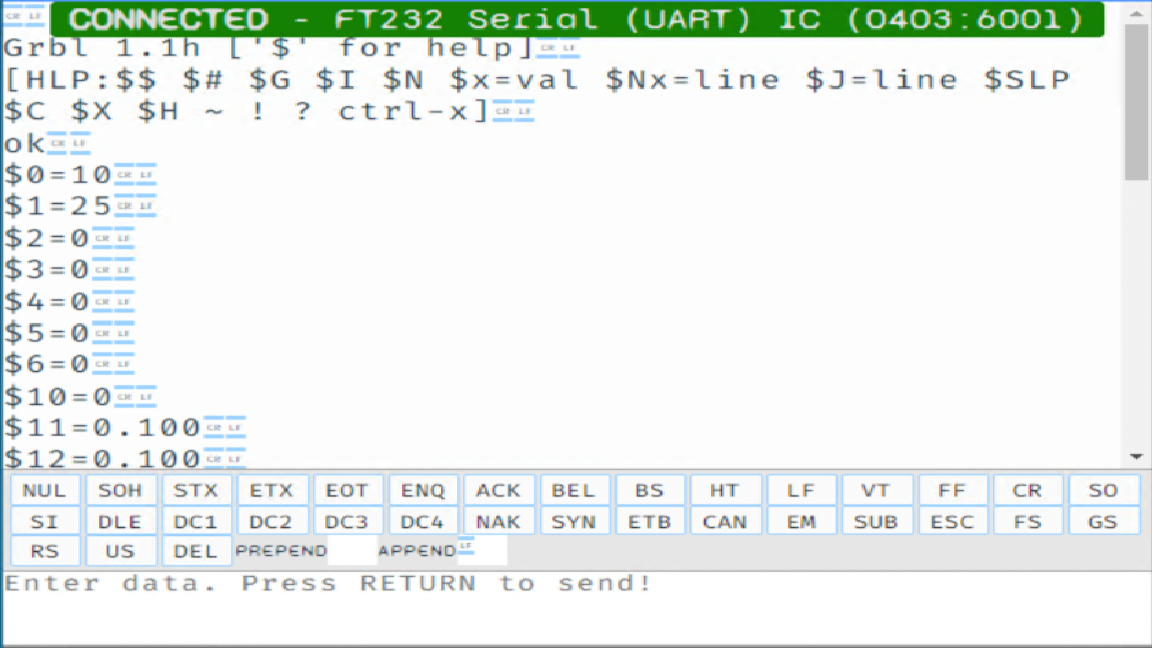 CR LF CONNECTED - FT232 Serial (UART) IC (0403:6001)
Grbl 1.1h ['$' for help]CR LF
[HLP:$$ $# $G $I $N $x=val $Nx=line $J=line $SLP
$C $X $H ~ ! ? ctrl-x]CR LF
okCR LF
$0=10CR LF
$1=25CR LF
$2=0CR LF
$3=0CR LF
$4=0CR LF
$5=0CR LF
$6=0CR LF
$10=0CR LF
$11=0.100CR LF
$12=0.100CR LF
NUL SOH STX ETX EOT ENQ ACK BEL BS HT LF VT FF CR SO
SI DLE DC1 DC2 DC3 DC4 NAK SYN ETB CAN EM SUB ESC FS GS
RS US DEL PREPEND APPEND LF
Enter data. Press RETURN to send!